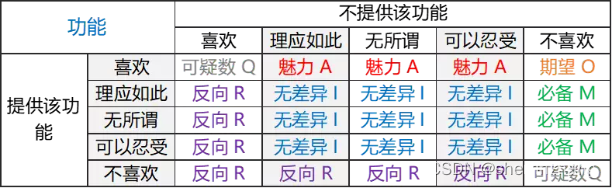 功能 不提供该功能
喜欢 理应如此 无所谓 可以忍受 不喜欢
提供该功能 喜欢 可疑数 Q 魅力 A 魅力 A 魅力 A 期望 O
理应如此 反向 R 无差异 I 无差异 I 无差异 I 必备 M
无所谓 反向 R 无差异 I 无差异 I 无差异 I 必备 M
可以忍受 反向 R 无差异 I 无差异 I 无差异 I 必备 M
不喜欢 反向 R 反向 R 反向 R 反向 R 可疑数Q